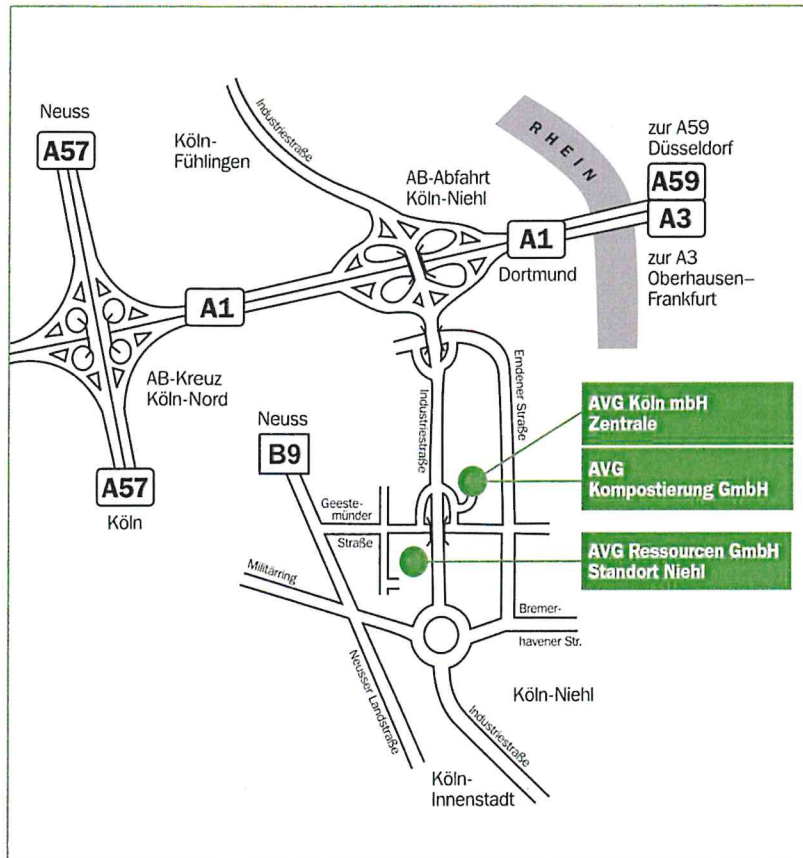 Neuss
A57
Köln-
Fühlingen
Industriestraße
AB-Abfahrt
Köln-Niehl
RHEIN
zur A59
Düsseldorf
A59
A3
zur A3
Oberhausen–
Frankfurt
A1
Dortmund
A1
AB-Kreuz
Köln-Nord
A57
Köln
Neuss
B9
Industriestraße
Emdener Straße
AVG Köln mbH
Zentrale
AVG
Kompostierung GmbH
Geeste-
münder
Straße
AVG Ressourcen GmbH
Standort Niehl
Militärring
Bremer-
havener Str.
Neusser Landstraße
Köln-Niehl
Industriestraße
Köln-
Innenstadt